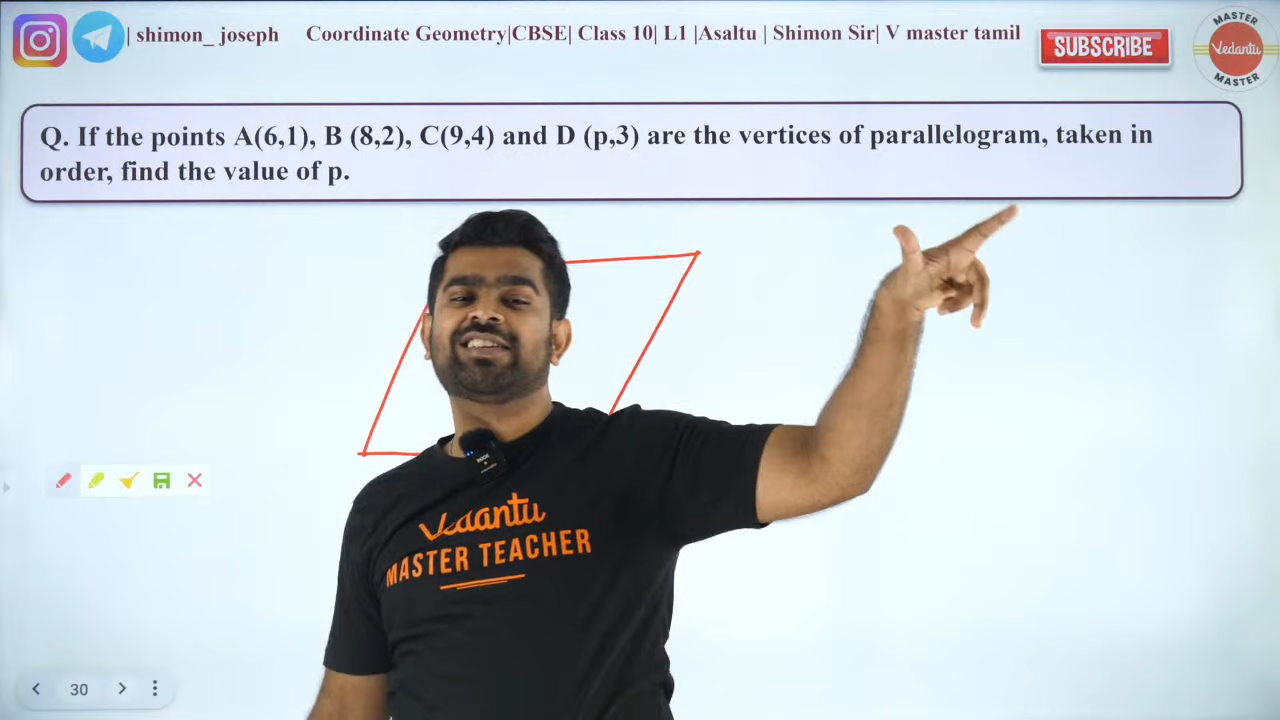 | shimon_ joseph Coordinate Geometry|CBSE| Class 10| L1 |Asaltu | Shimon Sir| V master tamil
SUBSCRIBE
MASTER
Vedantu
MASTER
Q. If the points A(6,1), B (8,2), C(9,4) and D (p,3) are the vertices of parallelogram, taken in
order, find the value of p.
Vedantu
MASTER TEACHER
30